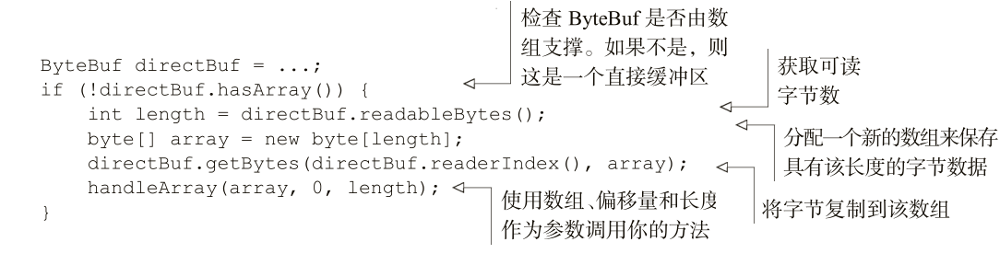 检查 ByteBuf 是否由数
组支撑。如果不是，则
这是一个直接缓冲区
ByteBuf directBuf = ...;
if (!directBuf.hasArray()) {
    int length = directBuf.readableBytes();
    byte[] array = new byte[length];
    directBuf.getBytes(directBuf.readerIndex(), array);
    handleArray(array, 0, length);
}
获取可读
字节数
分配一个新的数组来保存
具有该长度的字节数据
将字节复制到该数组
使用数组、偏移量和长度
作为参数调用你的方法